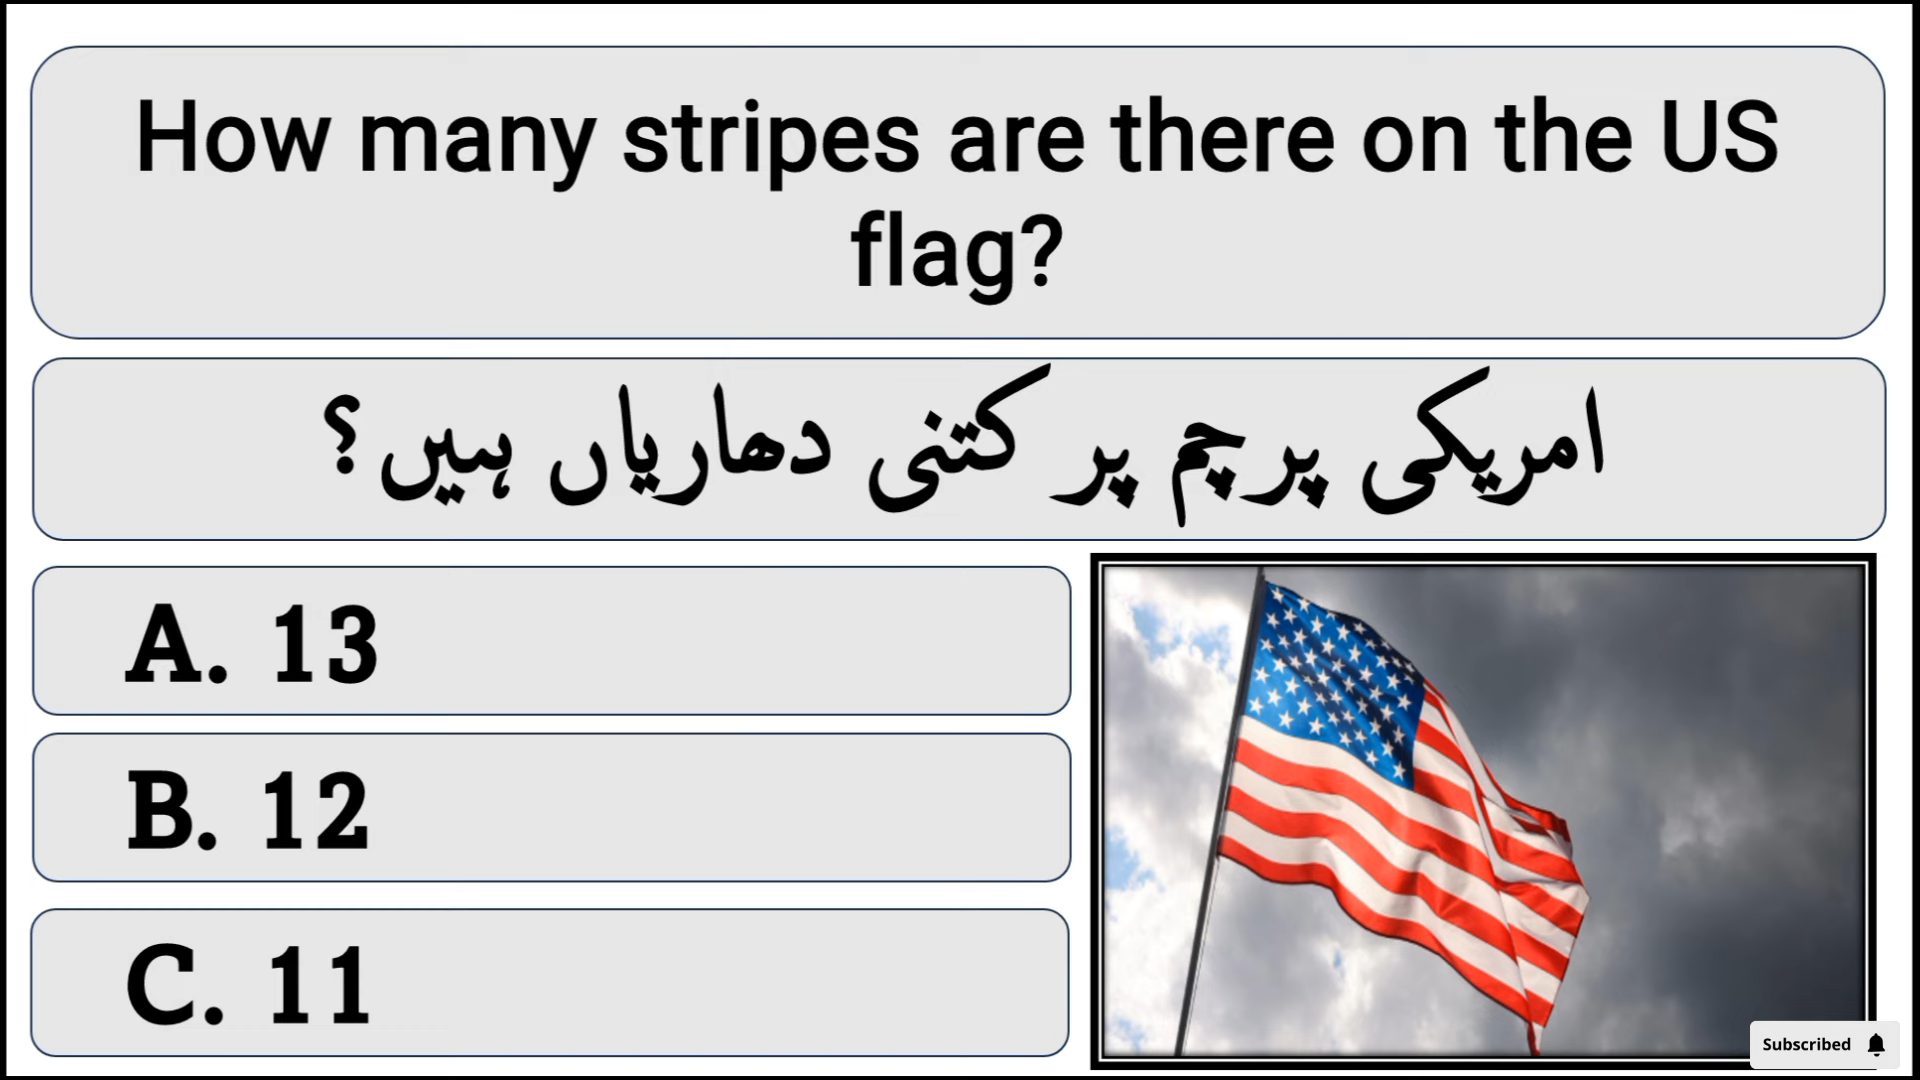 How many stripes are there on the US
flag?
امریکی پرچم پر کتنی دھاریاں ہیں؟
A. 13
B. 12
C. 11
Subscribed